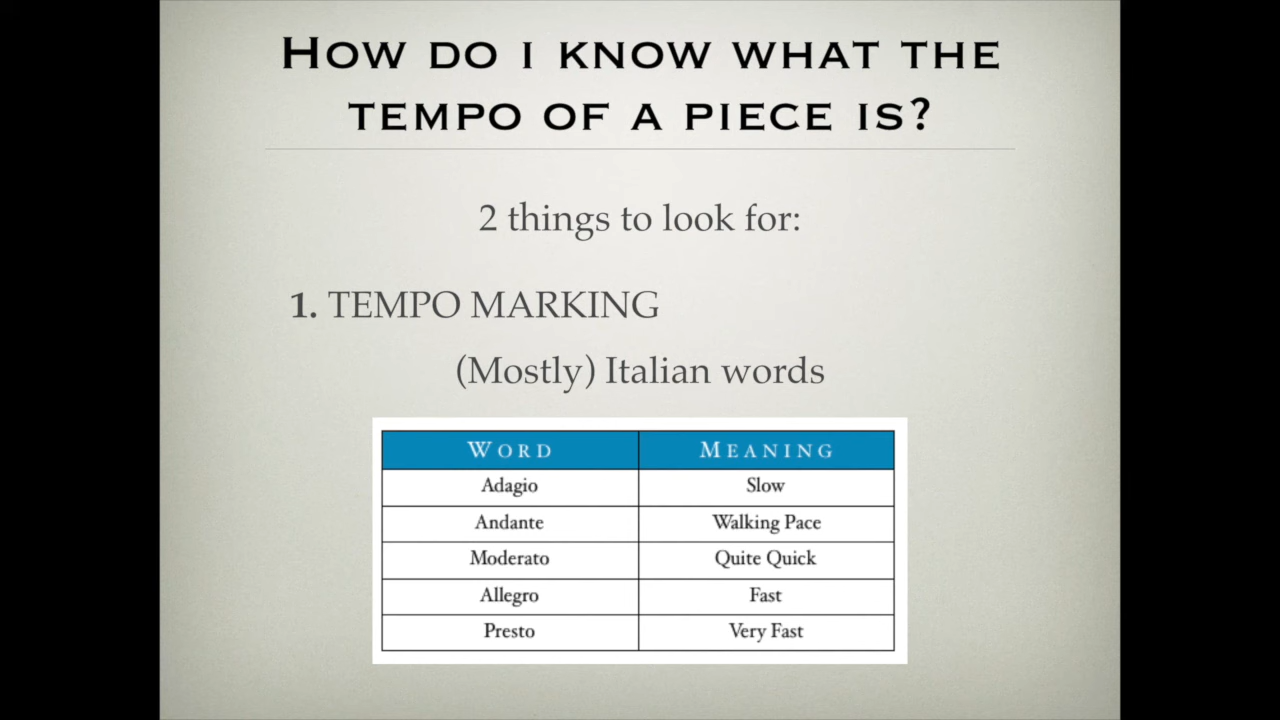 HOW DO I KNOW WHAT THE
TEMPO OF A PIECE IS?
2 things to look for:
1. TEMPO MARKING
(Mostly) Italian words
WORD MEANING
Adagio Slow
Andante Walking Pace
Moderato Quite Quick
Allegro Fast
Presto Very Fast